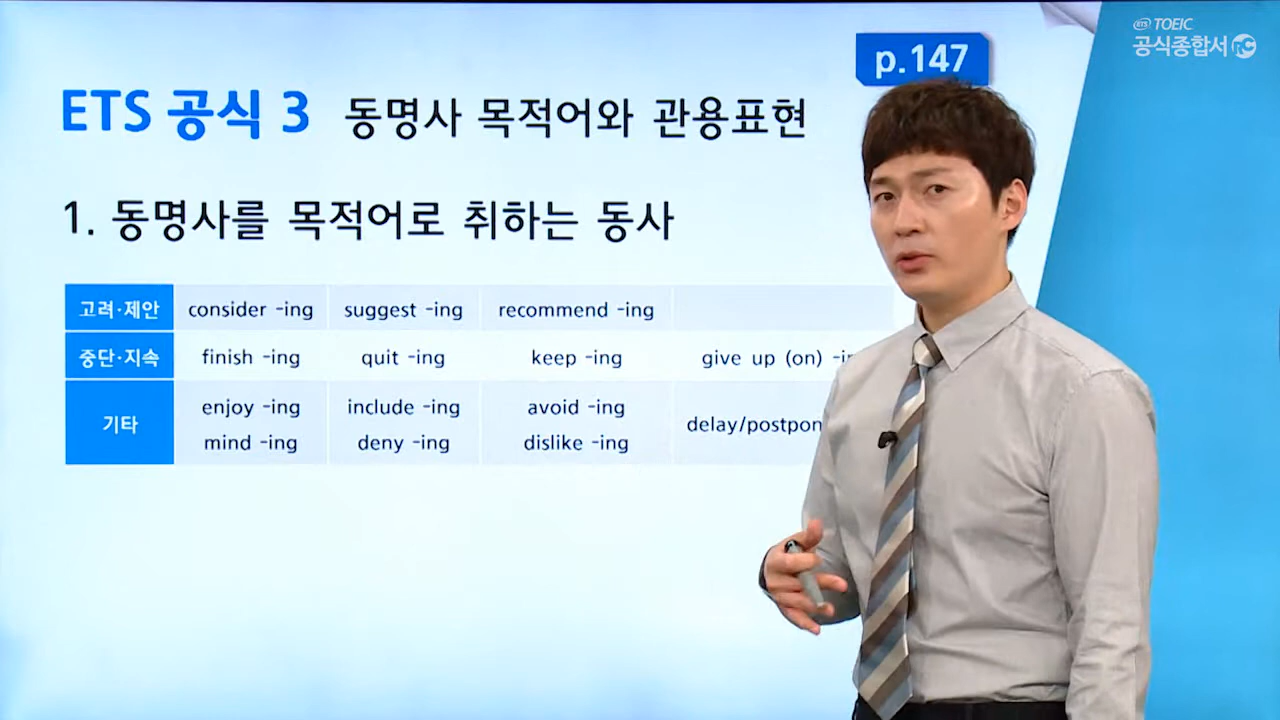 ETS TOEIC
공식종합서 RC
p.147
ETS 공식 3 동명사 목적어와 관용표현
1. 동명사를 목적어로 취하는 동사
고려·제안 consider -ing suggest -ing recommend -ing
중단·지속 finish -ing quit -ing keep -ing give up (on)
기타 enjoy -ing include -ing avoid -ing
mind -ing deny -ing dislike -ing